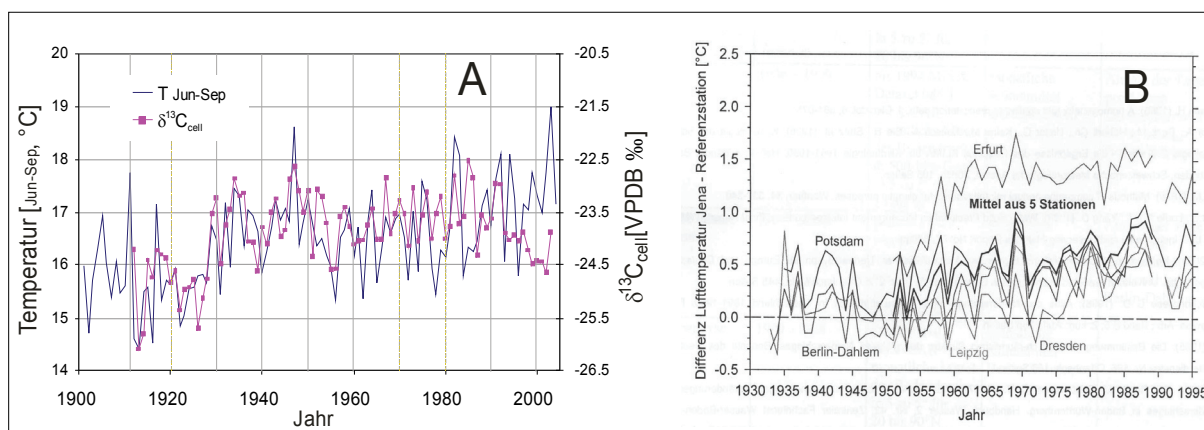 A
T Jun-Sep
δ13Ccell
20
19
18
17
16
15
14
Temperatur [Jun-Sep, °C]
-20.5
-21.5
-22.5
-23.5
-24.5
-25.5
-26.5
δ13Ccell[VPDB ‰]
1900
1920
1940
1960
1980
2000
Jahr
B
2.5
2.0
1.5
1.0
0.5
0.0
-0.5
Differenz Lufttemperatur Jena - Referenzstation [°C]
Erfurt
Mittel aus 5 Stationen
Potsdam
Berlin-Dahlem
Leipzig
Dresden
1930 1935 1940 1945 1950 1955 1960 1965 1970 1975 1980 1985 1990 1995
Jahr